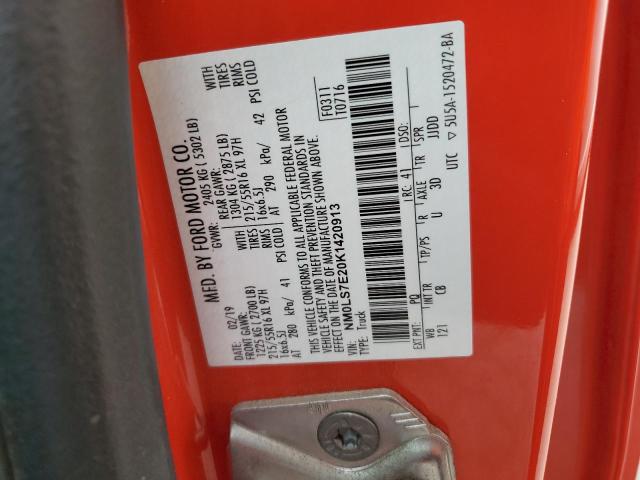 MFD. BY FORD MOTOR CO.
DATE: 02/19 GVWR: 2405 KG ( 5302 LB)
FRONT GAWR: REAR GAWR: WITH
1225 KG ( 2700 LB) 1304 KG ( 2875 LB) TIRES
215/55R16 XL 97H TIRES 215/55R16 XL 97H RIMS
16x6.5J RIMS 16x6.5J
AT 280 kPa/ 41 PSI COLD AT 290 kPa/ 42 PSI COLD
WITH
THIS VEHICLE CONFORMS TO ALL APPLICABLE FEDERAL MOTOR
VEHICLE SAFETY AND THEFT PREVENTION STANDARDS IN
EFFECT ON THE DATE OF MANUFACTURE SHOWN ABOVE.
VIN: NM0LS7E20K1420913
TYPE: Truck
F0311
T0716
EXT PNT: PQ RC: 41 DSO:
WB INT TR TP/PS R AXLE TR SPR
121 CB U 3D JJDD
UTC ▽ 5U5A-1520472-BA